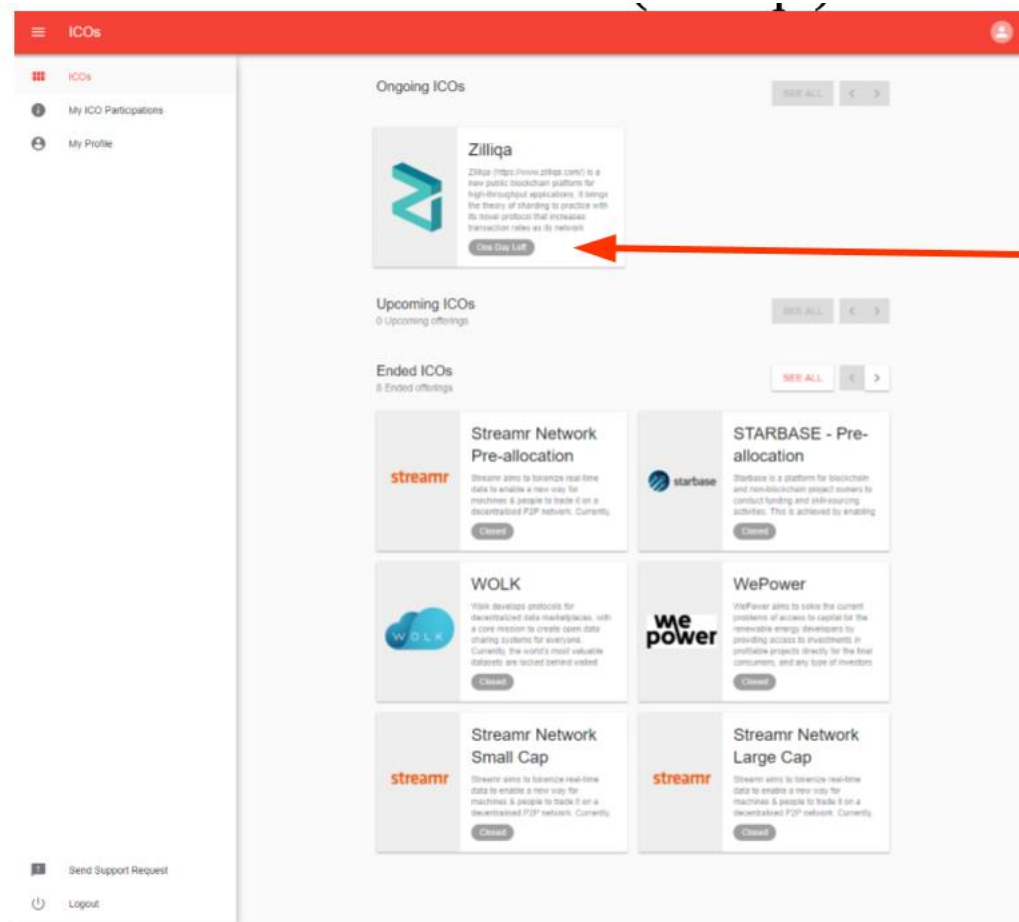 ICOs
ICOs
My ICO Participations
My Profile
Send Support Request
Logout
Ongoing ICOs
SEE ALL
Zilliqa
Zilliqa (https://www.zilliqa.com/) is a
new public blockchain platform for
high-throughput applications. It brings
the theory of sharding to practice with
its novel protocol that increases
transaction rates as its network
One Day Left
Upcoming ICOs
0 Upcoming offerings
SEE ALL
Ended ICOs
8 Ended offerings
SEE ALL
streamr
Streamr Network
Pre-allocation
Streamr aims to tokenize real-time
data to enable a new way for
machines & people to trade it on a
decentralised P2P network. Currently,
Closed
starbase
STARBASE - Pre-
allocation
Starbase is a platform for blockchain
and non-blockchain project owners to
conduct funding and skill-sourcing
activities. This is achieved by enabling
Closed
WOLK
WOLK
Wolk develops protocols for
decentralized data marketplaces, with
a core mission to create open data
sharing systems for everyone.
Currently, the world's most valuable
datasets are locked behind walled
Closed
we
power
WePower
WePower aims to solve the current
problems of access to capital for the
renewable energy developers by
providing access to investments in
profitable projects directly for the final
consumers, and any type of investors
Closed
streamr
Streamr Network
Small Cap
Streamr aims to tokenize real-time
data to enable a new way for
machines & people to trade it on a
decentralised P2P network. Currently,
Closed
streamr
Streamr Network
Large Cap
Streamr aims to tokenize real-time
data to enable a new way for
machines & people to trade it on a
decentralised P2P network. Currently,
Closed